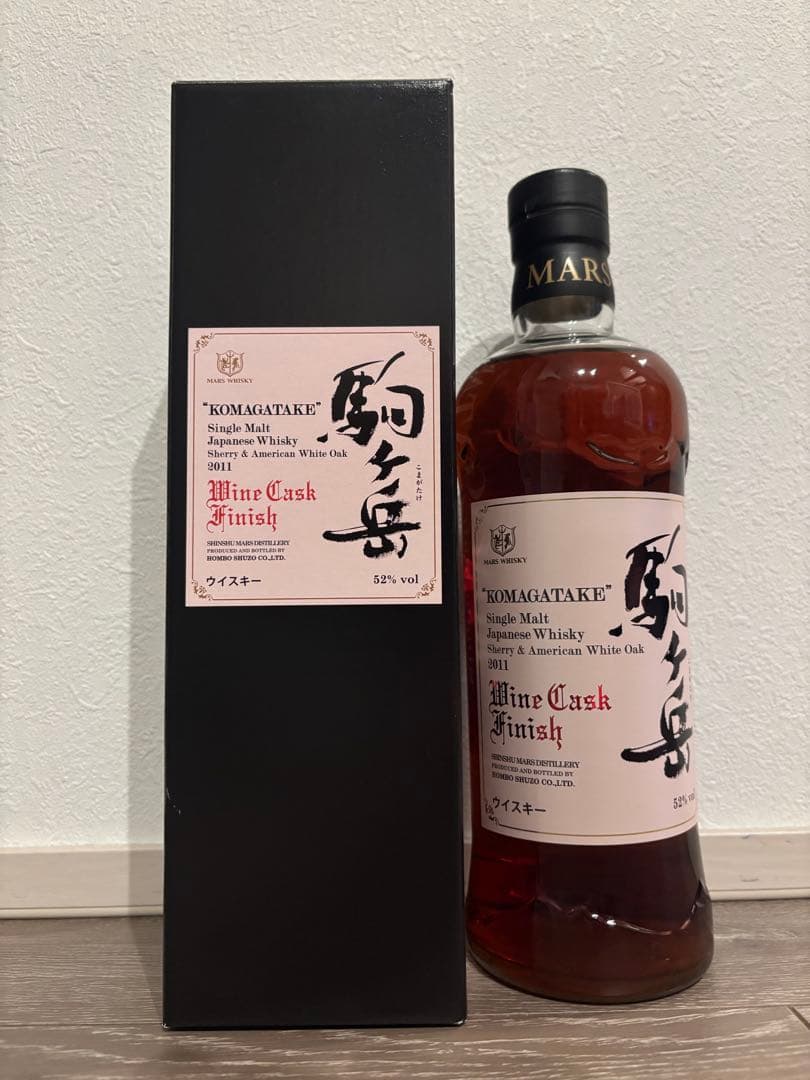 MARS WHISKY
"KOMAGATAKE"
Single Malt
Japanese Whisky
Sherry & American White Oak
2011
Wine Cask
Finish
SHINSHU MARS DISTILLERY
PRODUCED AND BOTTLED BY
HOMBO SHUZO CO.,LTD.
ウイスキー
52% vol
駒ヶ岳
こまがたけ
MARS
MARS WHISKY
"KOMAGATAKE"
Single Malt
Japanese Whisky
Sherry & American White Oak
2011
Wine Cask
Finish
SHINSHU MARS DISTILLERY
PRODUCED AND BOTTLED BY
HOMBO SHUZO CO.,LTD.
ウイスキー
52% vol
駒ヶ岳